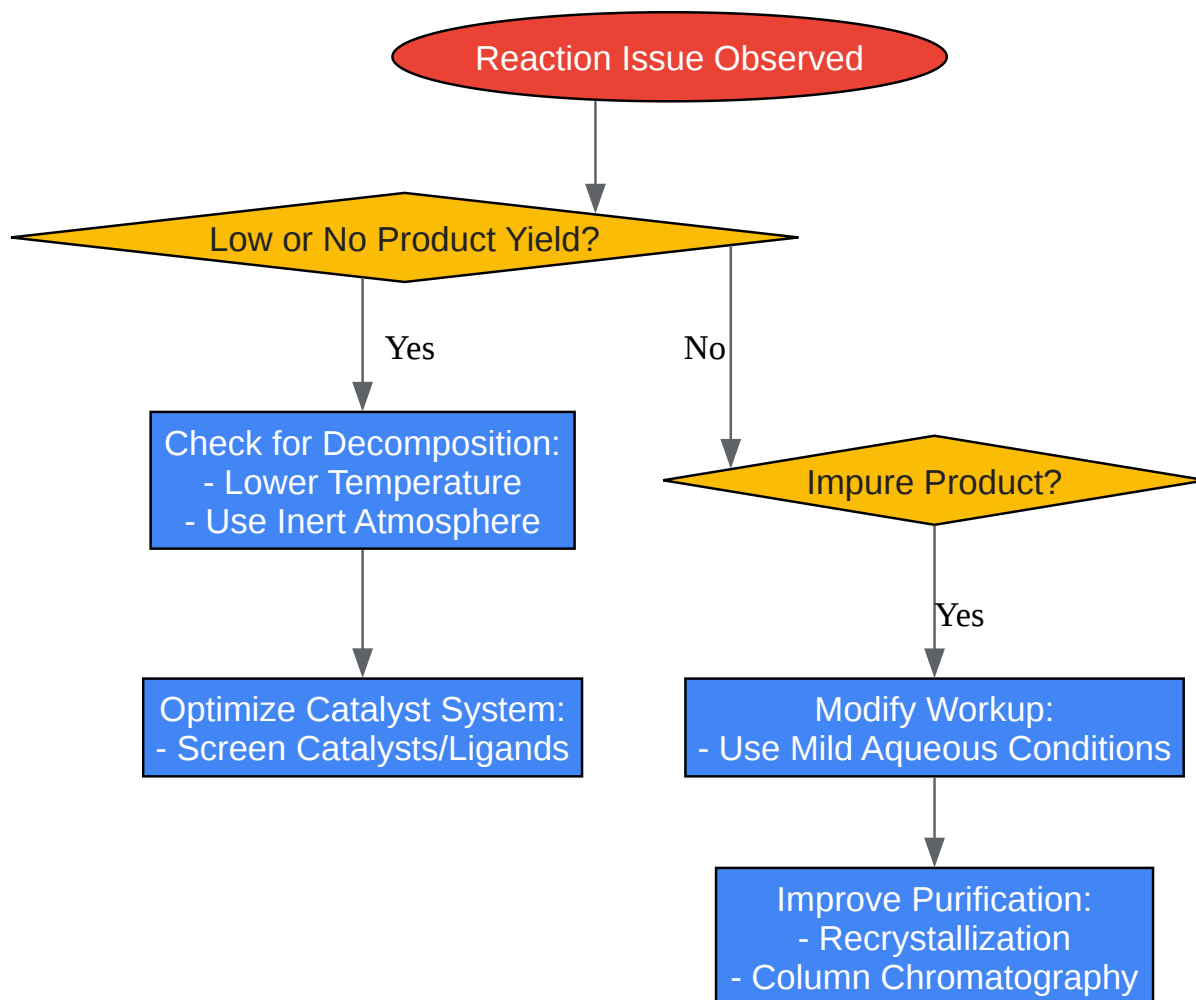 Reaction Issue Observed
Low or No Product Yield?
Yes
No
Check for Decomposition:
- Lower Temperature
- Use Inert Atmosphere
Impure Product?
Yes
Optimize Catalyst System:
- Screen Catalysts/Ligands
Modify Workup:
- Use Mild Aqueous Conditions
Improve Purification:
- Recrystallization
- Column Chromatography